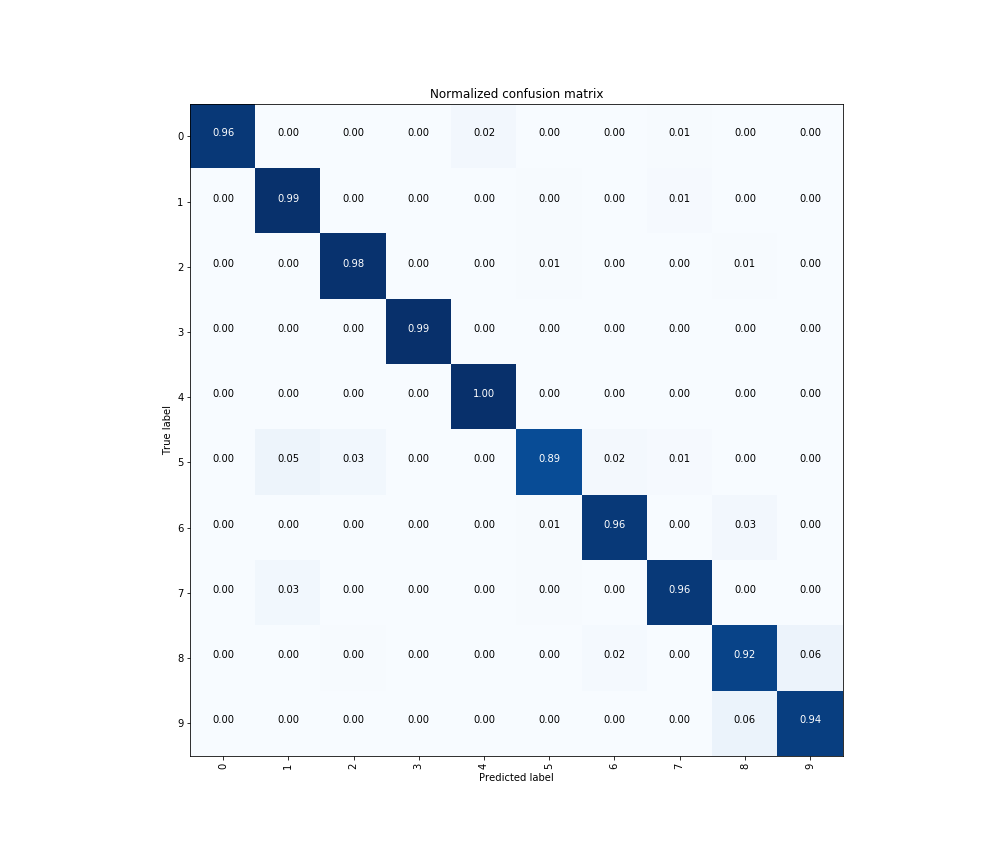 Normalized confusion matrix
0 0.96 0.00 0.00 0.00 0.02 0.00 0.00 0.01 0.00 0.00
1 0.00 0.99 0.00 0.00 0.00 0.00 0.00 0.01 0.00 0.00
2 0.00 0.00 0.98 0.00 0.00 0.01 0.00 0.00 0.01 0.00
3 0.00 0.00 0.00 0.99 0.00 0.00 0.00 0.00 0.00 0.00
4 0.00 0.00 0.00 0.00 1.00 0.00 0.00 0.00 0.00 0.00
True label
5 0.00 0.05 0.03 0.00 0.00 0.89 0.02 0.01 0.00 0.00
6 0.00 0.00 0.00 0.00 0.00 0.01 0.96 0.00 0.03 0.00
7 0.00 0.03 0.00 0.00 0.00 0.00 0.00 0.96 0.00 0.00
8 0.00 0.00 0.00 0.00 0.00 0.00 0.02 0.00 0.92 0.06
9 0.00 0.00 0.00 0.00 0.00 0.00 0.00 0.00 0.06 0.94
0 1 2 3 4 5 6 7 8 9
Predicted label